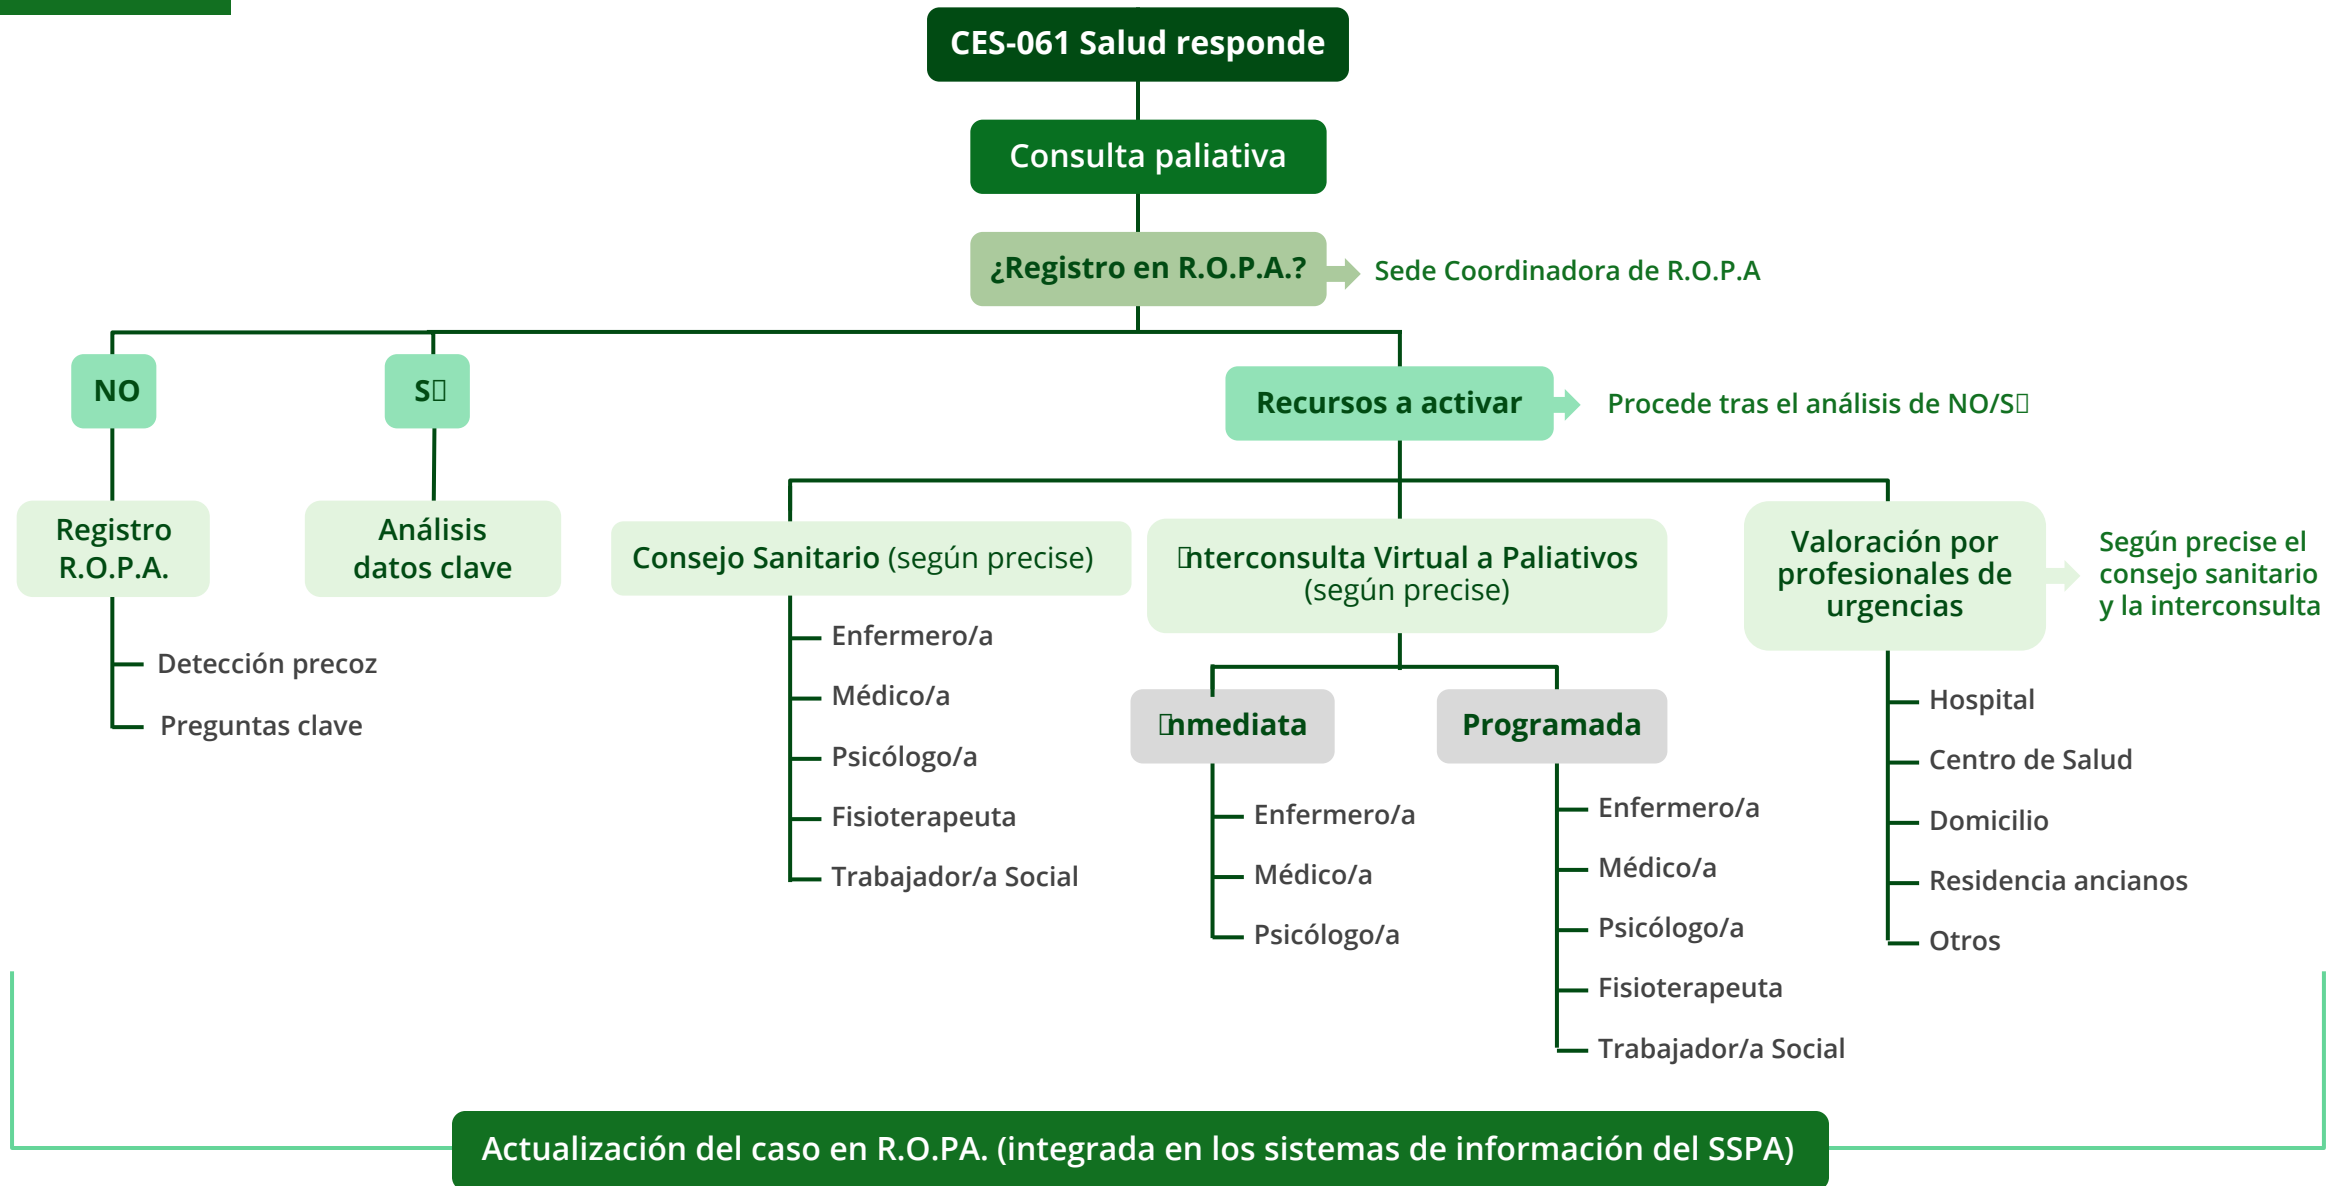 CES-061 Salud responde
Consulta paliativa
¿Registro en R.O.P.A.?
Sede Coordinadora de R.O.P.A
NO
S▯
Recursos a activar
Procede tras el análisis de NO/S▯
Registro
R.O.P.A.
Detección precoz
Preguntas clave
Análisis
datos clave
Consejo Sanitario (según precise)
Enfermero/a
Médico/a
Psicólogo/a
Fisioterapeuta
Trabajador/a Social
▯nterconsulta Virtual a Paliativos
(según precise)
▯nmediata
Enfermero/a
Médico/a
Psicólogo/a
Programada
Enfermero/a
Médico/a
Psicólogo/a
Fisioterapeuta
Trabajador/a Social
Valoración por
profesionales de
urgencias
Según precise el
consejo sanitario
y la interconsulta
Hospital
Centro de Salud
Domicilio
Residencia ancianos
Otros
Actualización del caso en R.O.PA. (integrada en los sistemas de información del SSPA)